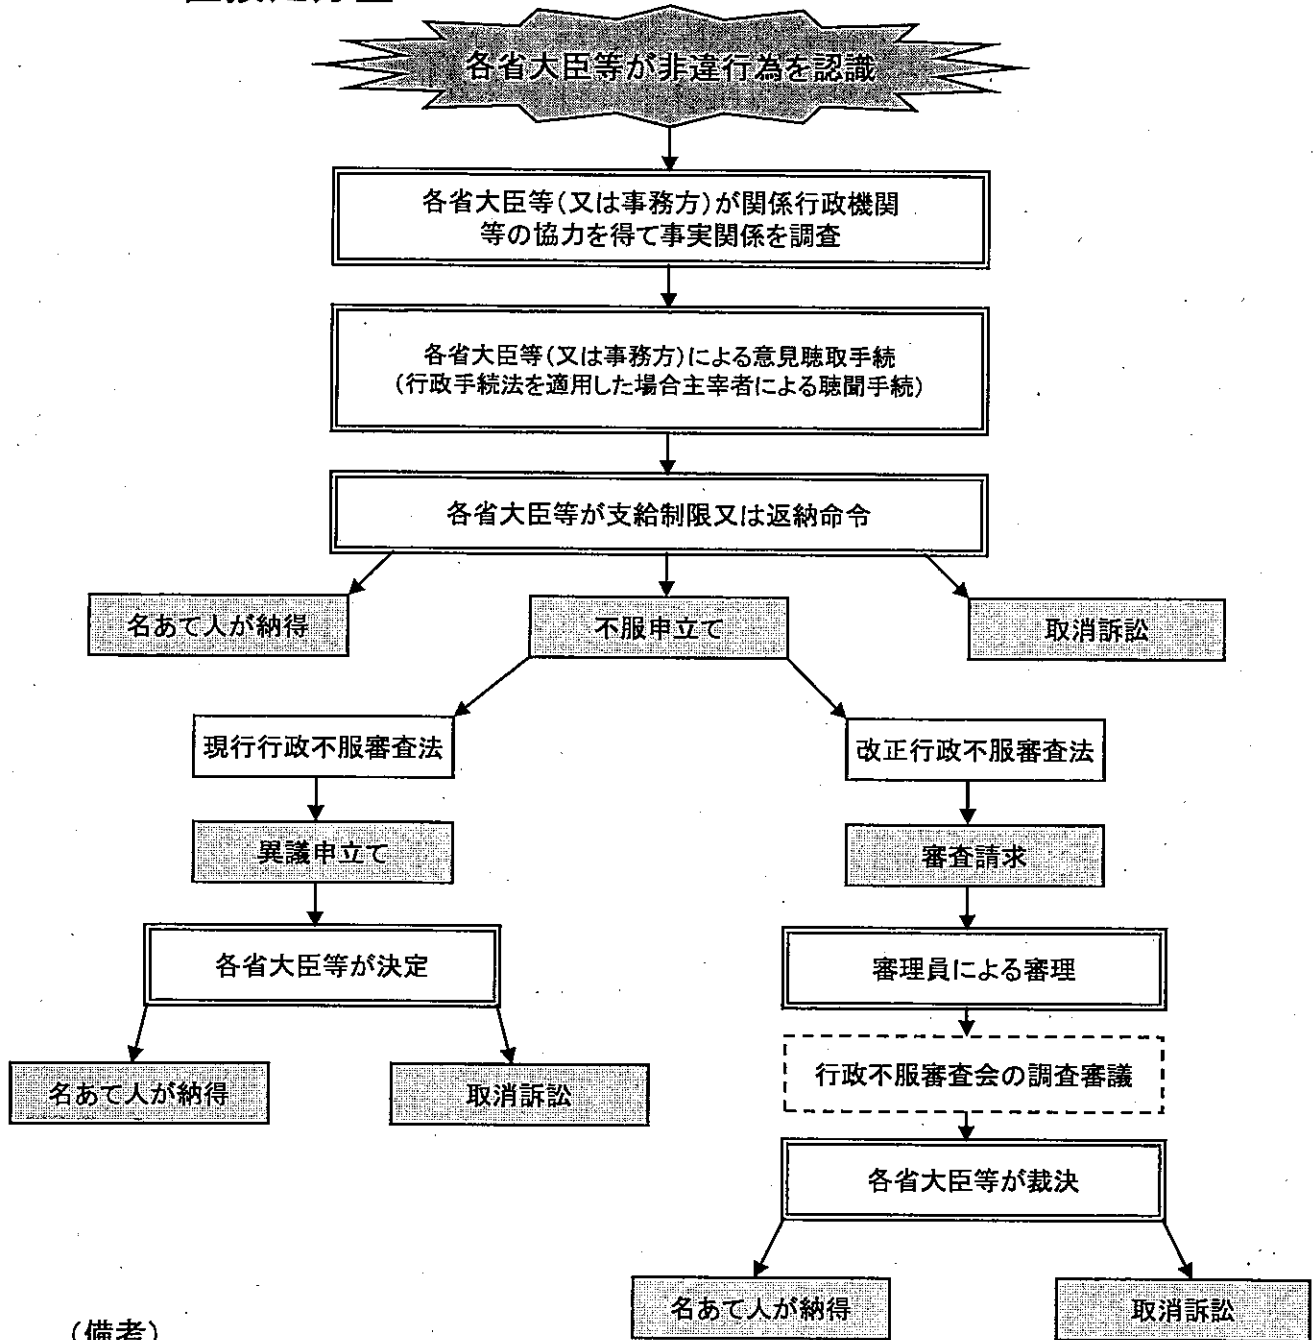 各省大臣等が非違行為を認識
各省大臣等(又は事務方)が関係行政機関
等の協力を得て事実関係を調査
各省大臣等(又は事務方)による意見聴取手続
(行政手続法を適用した場合主宰者による聴聞手続)
各省大臣等が支給制限又は返納命令
名あて人が納得
不服申立て
取消訴訟
現行行政不服審査法
改正行政不服審査法
異議申立て
審査請求
各省大臣等が決定
審理員による審理
名あて人が納得
取消訴訟
行政不服審査会の調査審議
各省大臣等が裁決
名あて人が納得
取消訴訟
(備考)